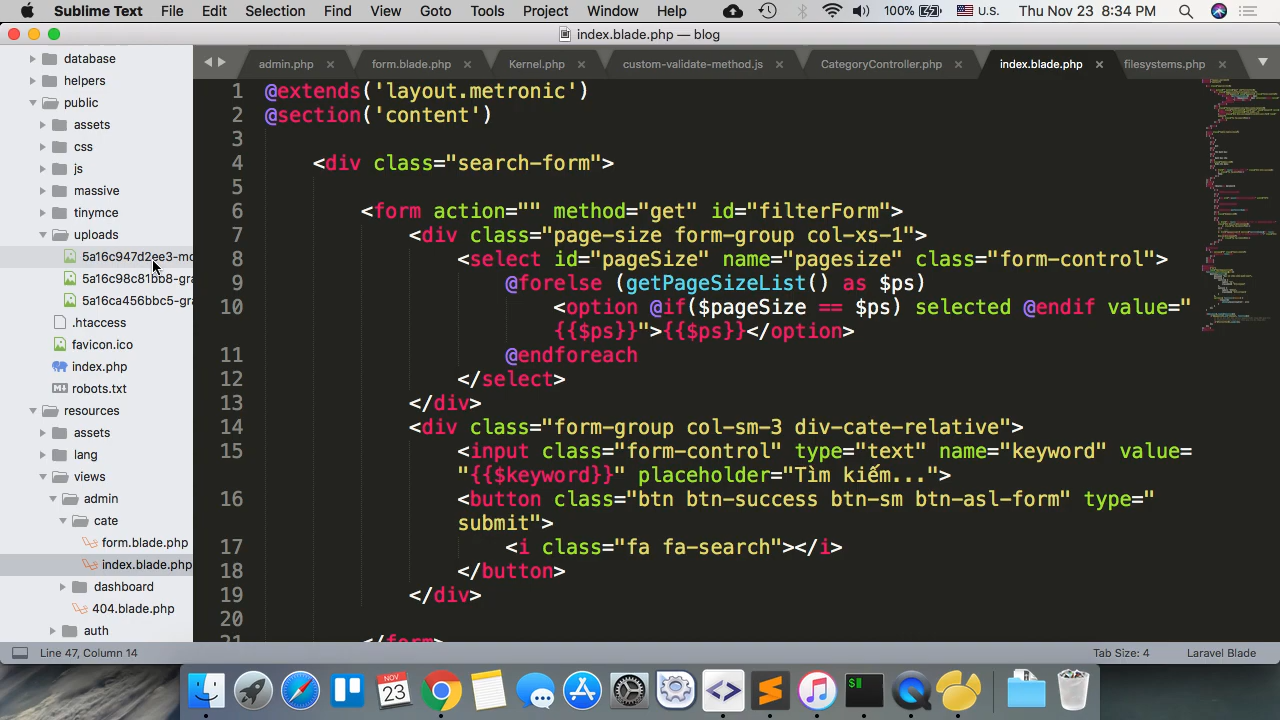 Sublime Text File Edit Selection Find View Goto Tools Project Window Help 100% U.S. Thu Nov 23 8:34 PM
index.blade.php — blog
database
helpers
public
assets
css
js
massive
tinymce
uploads
5a16c947d2ee3-mo
5a16c98c81bb8-gra
5a16ca456bbc5-gra
.htaccess
favicon.ico
index.php
robots.txt
resources
assets
lang
views
admin
cate
form.blade.php
index.blade.php
dashboard
404.blade.php
auth
admin.php form.blade.php Kernel.php custom-validate-method.js CategoryController.php index.blade.php filesystems.php
1 @extends('layout.metronic')
2 @section('content')
3
4 <div class="search-form">
5
6 <form action="" method="get" id="filterForm">
7 <div class="page-size form-group col-xs-1">
8 <select id="pageSize" name="pagesize" class="form-control">
9 @forelse (getPageSizeList() as $ps)
10 <option @if($pageSize == $ps) selected @endif value="
{{$ps}}">{{$ps}}</option>
11 @endforeach
12 </select>
13 </div>
14 <div class="form-group col-sm-3 div-cate-relative">
15 <input class="form-control" type="text" name="keyword" value=
"{{$keyword}}" placeholder="Tìm kiếm...">
16 <button class="btn btn-success btn-sm btn-asl-form" type="
submit">
17 <i class="fa fa-search"></i>
18 </button>
19 </div>
20
21 </form>
Line 47, Column 14 Tab Size: 4 Laravel Blade
NOV
23